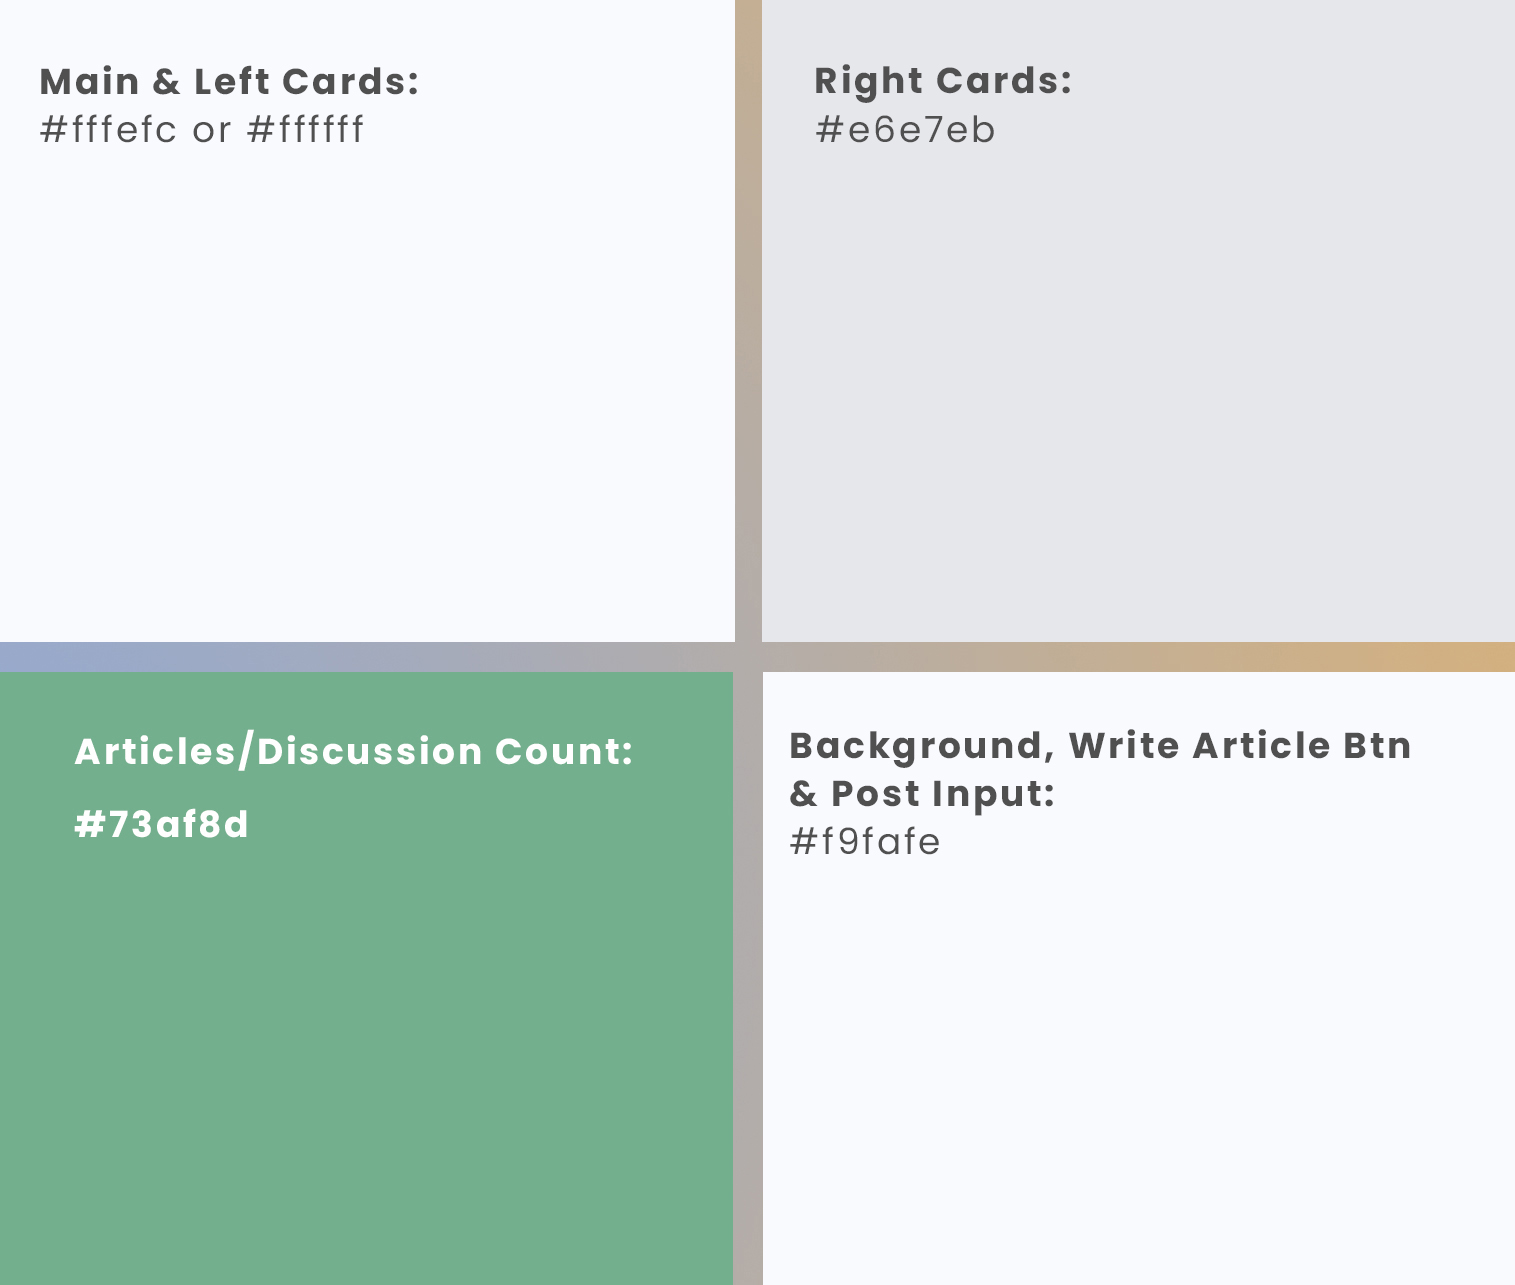 Main & Left Cards:
#fffefc or #ffffff
Right Cards:
#e6e7eb
Articles/Discussion Count:
#73af8d
Background, Write Article Btn
& Post Input:
#f9fafe